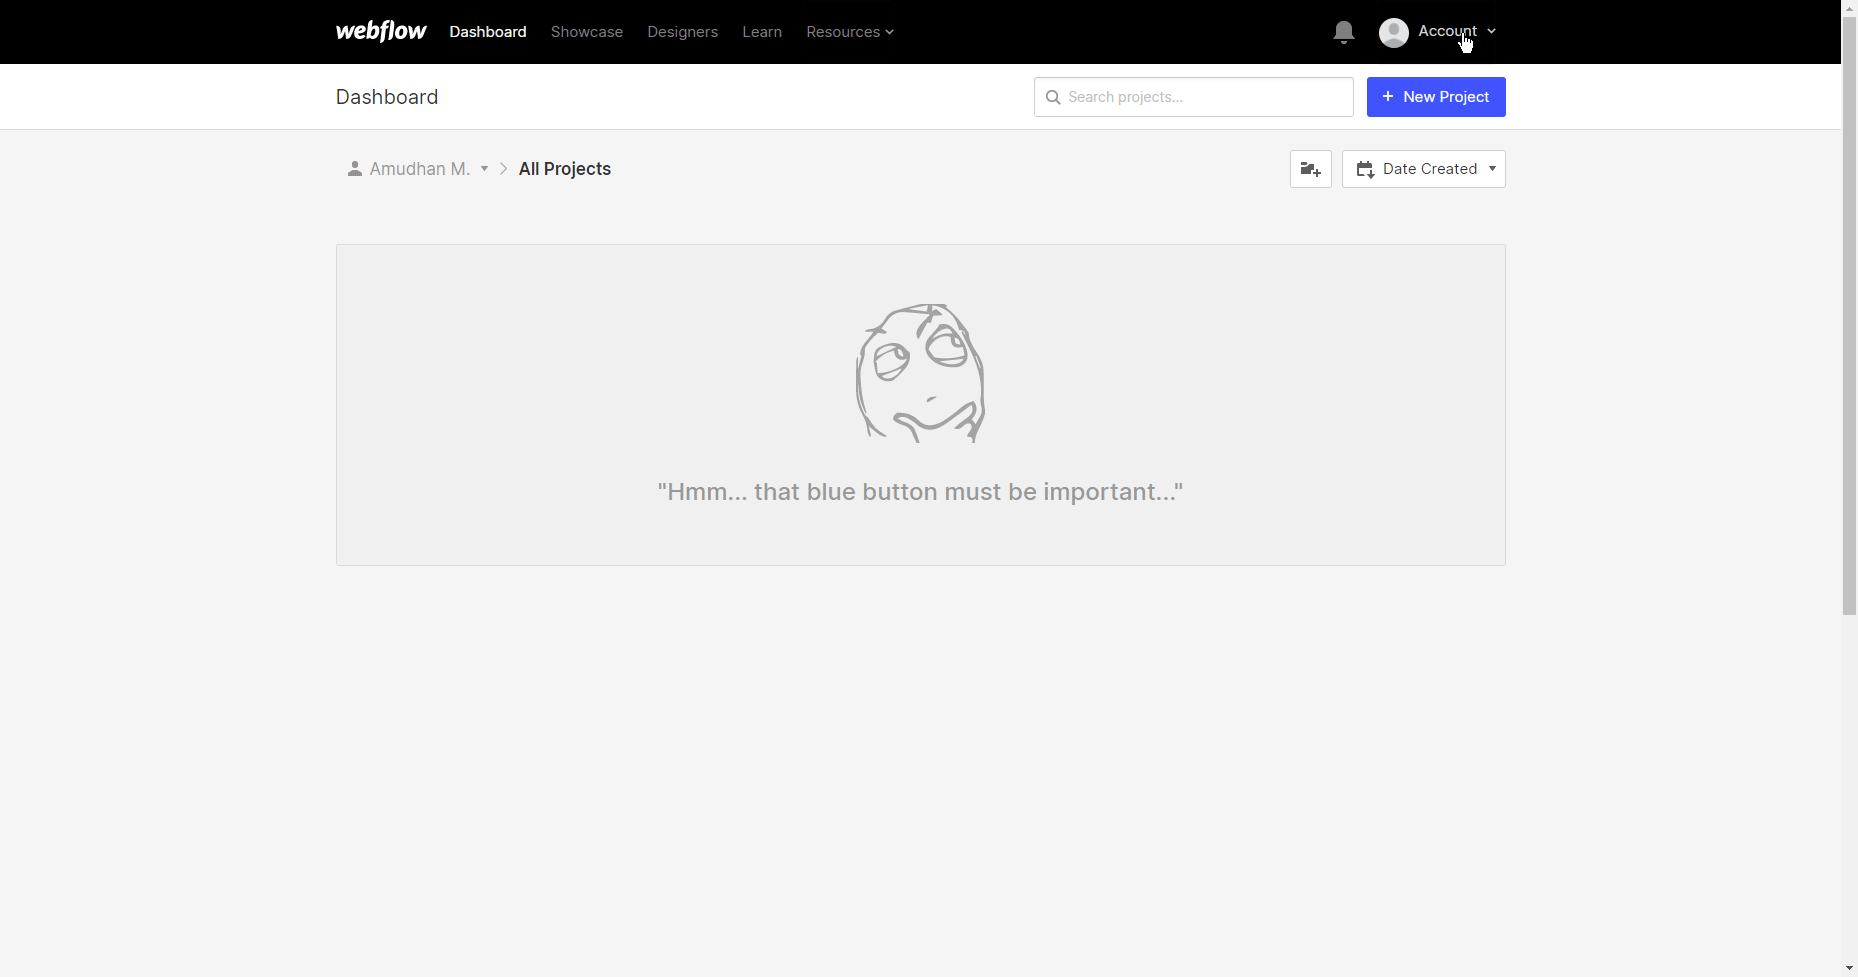 webflow Dashboard Showcase Designers Learn Resources Account
Dashboard Search projects... + New Project
Amudhan M. All Projects Date Created
"Hmm... that blue button must be important..."